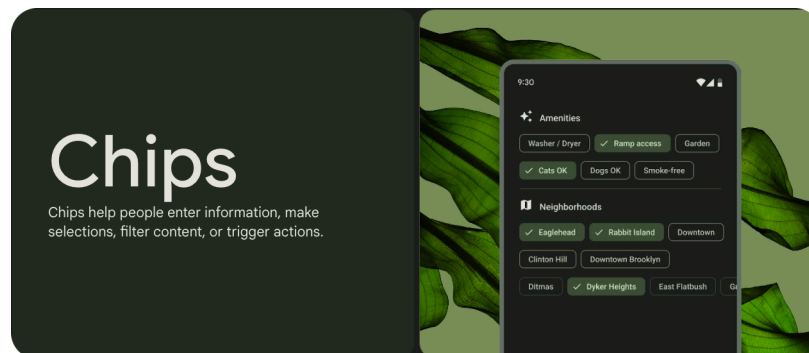 Chips
Chips help people enter information, make
selections, filter content, or trigger actions.
9:30
Amenities
Washer / Dryer Ramp access Garden
Cats OK Dogs OK Smoke-free
Neighborhoods
Eaglehead Rabbit Island Downtown
Clinton Hill Downtown Brooklyn
Ditmas Dyker Heights East Flatbush